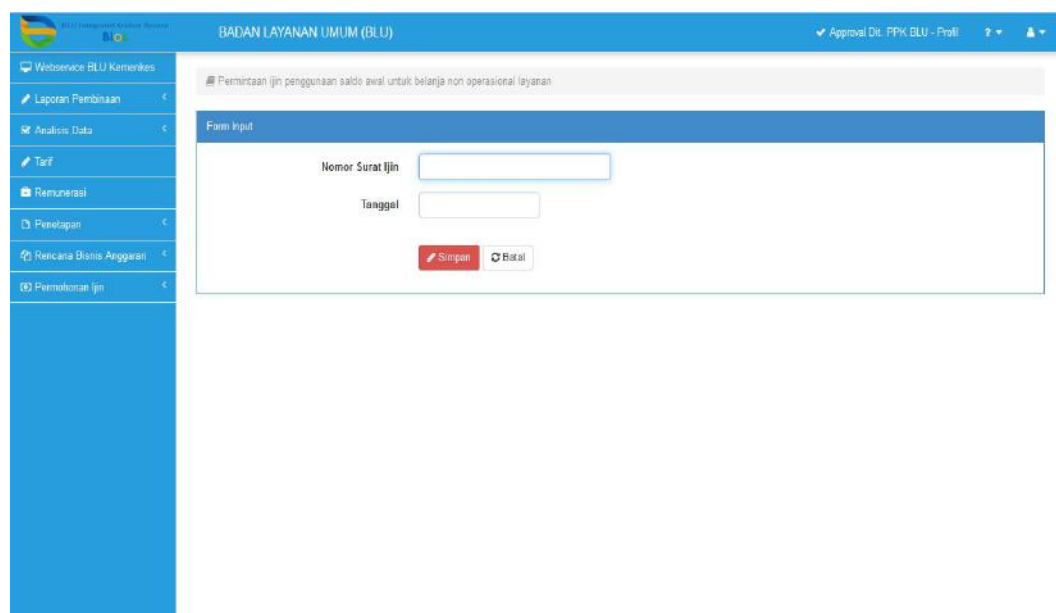 Bios
BADAN LAYANAN UMUM (BLU)
Approval Dit. PPK BLU - Profil
?
Webservice BLU Kemenkes
Laporan Pembinaan
Analisis Data
Tarif
Remunerasi
Penetapan
Rencana Bisnis Anggaran
Permohonan Ijin
Permintaan ijin penggunaan saldo awal untuk belanja non operasional layanan
Form Input
Nomor Surat Ijin
Tanggal
Simpan
Batal